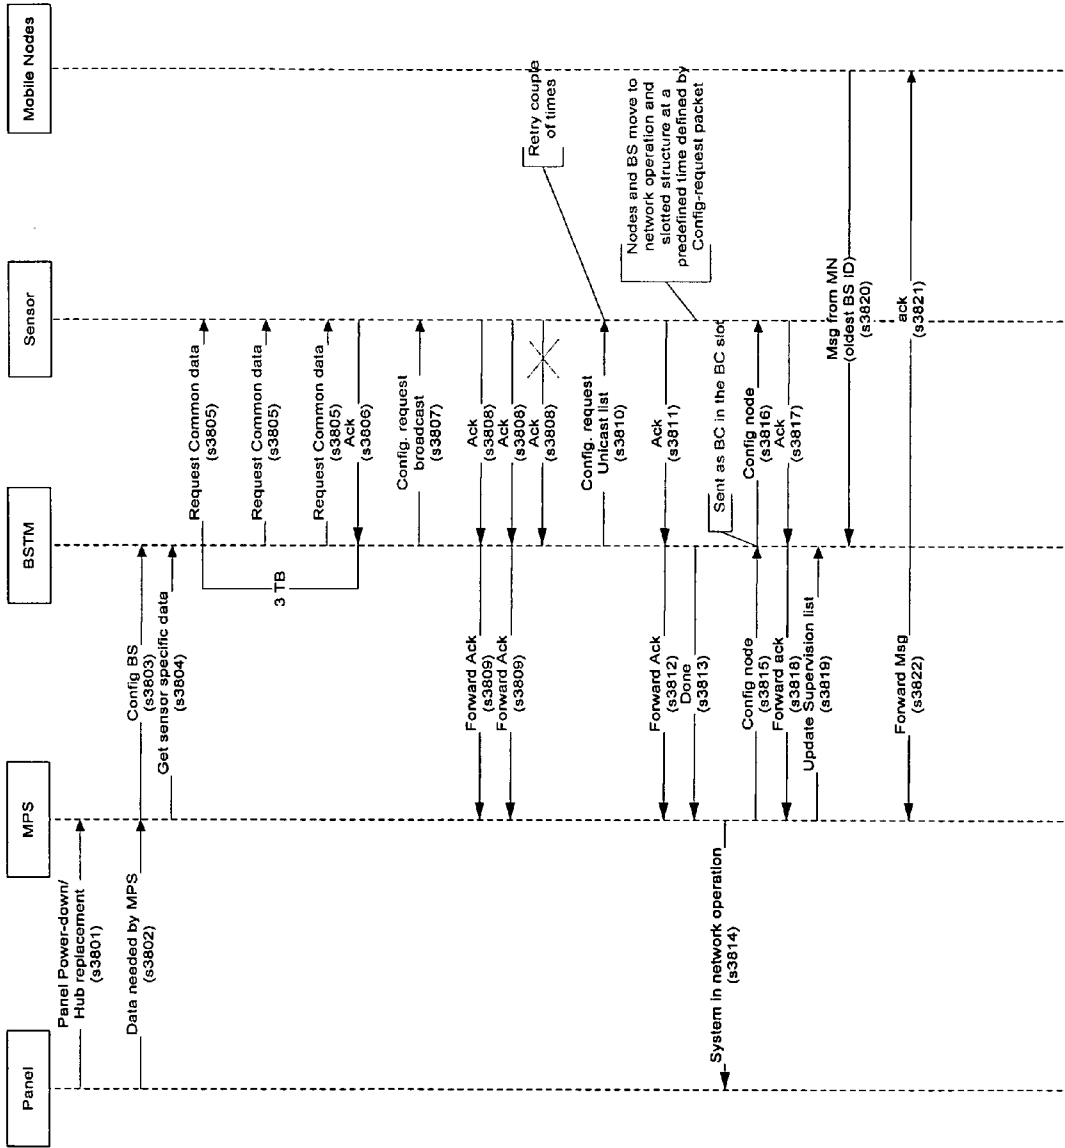 Panel
MPS
BSTM
Sensor
Mobile Nodes
Panel Power-down/
Hub replacement
(s3801)
Data needed by MPS
(s3802)
Config BS
(s3803)
Get sensor specific data
(s3804)
Request Common data
(s3805)
Request Common data
(s3805)
Request Common data
(s3805)
Ack
(s3806)
3 TB
Config. request
broadcast
(s3807)
Ack
(s3808)
Ack
(s3808)
Ack
(s3808)
Forward Ack
(s3809)
Forward Ack
(s3809)
Retry couple
of times
Config. request
Unicast list
(s3810)
Nodes and BS move to
network operation and
slotted structure at a
predefined time defined by
Config-request packet
Ack
(s3811)
Forward Ack
(s3812)
Done
(s3813)
System in network operation
(s3814)
Sent as BC in the BC slot
Config node
(s3815)
Config node
(s3816)
Ack
(s3817)
Forward ack
(s3818)
Update Supervision list
(s3819)
Msg from MN
(oldest BS ID)
(s3820)
ack
(s3821)
Forward Msg
(s3822)